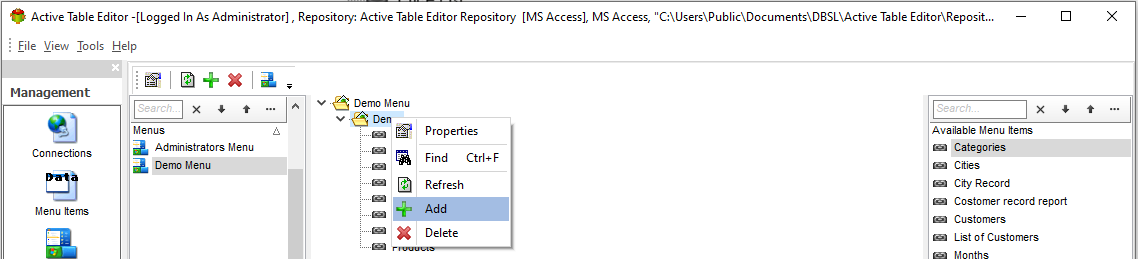 Active Table Editor -[Logged In As Administrator] , Repository: Active Table Editor Repository [MS Access], MS Access, "C:\Users\Public\Documents\DBSL\Active Table Editor\Reposit...
File View Tools Help
Management
Connections
Data
Menu Items
Search...
Menus
Administrators Menu
Demo Menu
Demo Menu
Den
Properties
Find Ctrl+F
Refresh
Add
Delete
Products
Search...
Available Menu Items
Categories
Cities
City Record
Costomer record report
Customers
List of Customers
Months